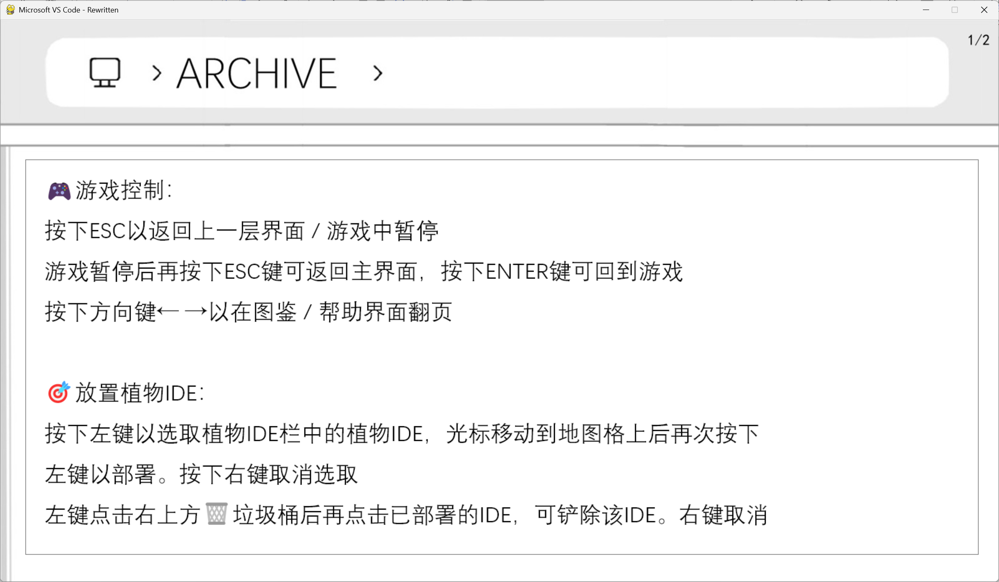 Microsoft VS Code - Rewritten
1/2
> ARCHIVE >
🎮游戏控制：
按下ESC以返回上一层界面 / 游戏中暂停
游戏暂停后再按下ESC键可返回主界面，按下ENTER键可回到游戏
按下方向键←→以在图鉴 / 帮助界面翻页
🎯放置植物IDE：
按下左键以选取植物IDE栏中的植物IDE，光标移动到地图格上后再次按下
左键以部署。按下右键取消选取
左键点击右上方🗑️垃圾桶后再点击已部署的IDE，可铲除该IDE。右键取消